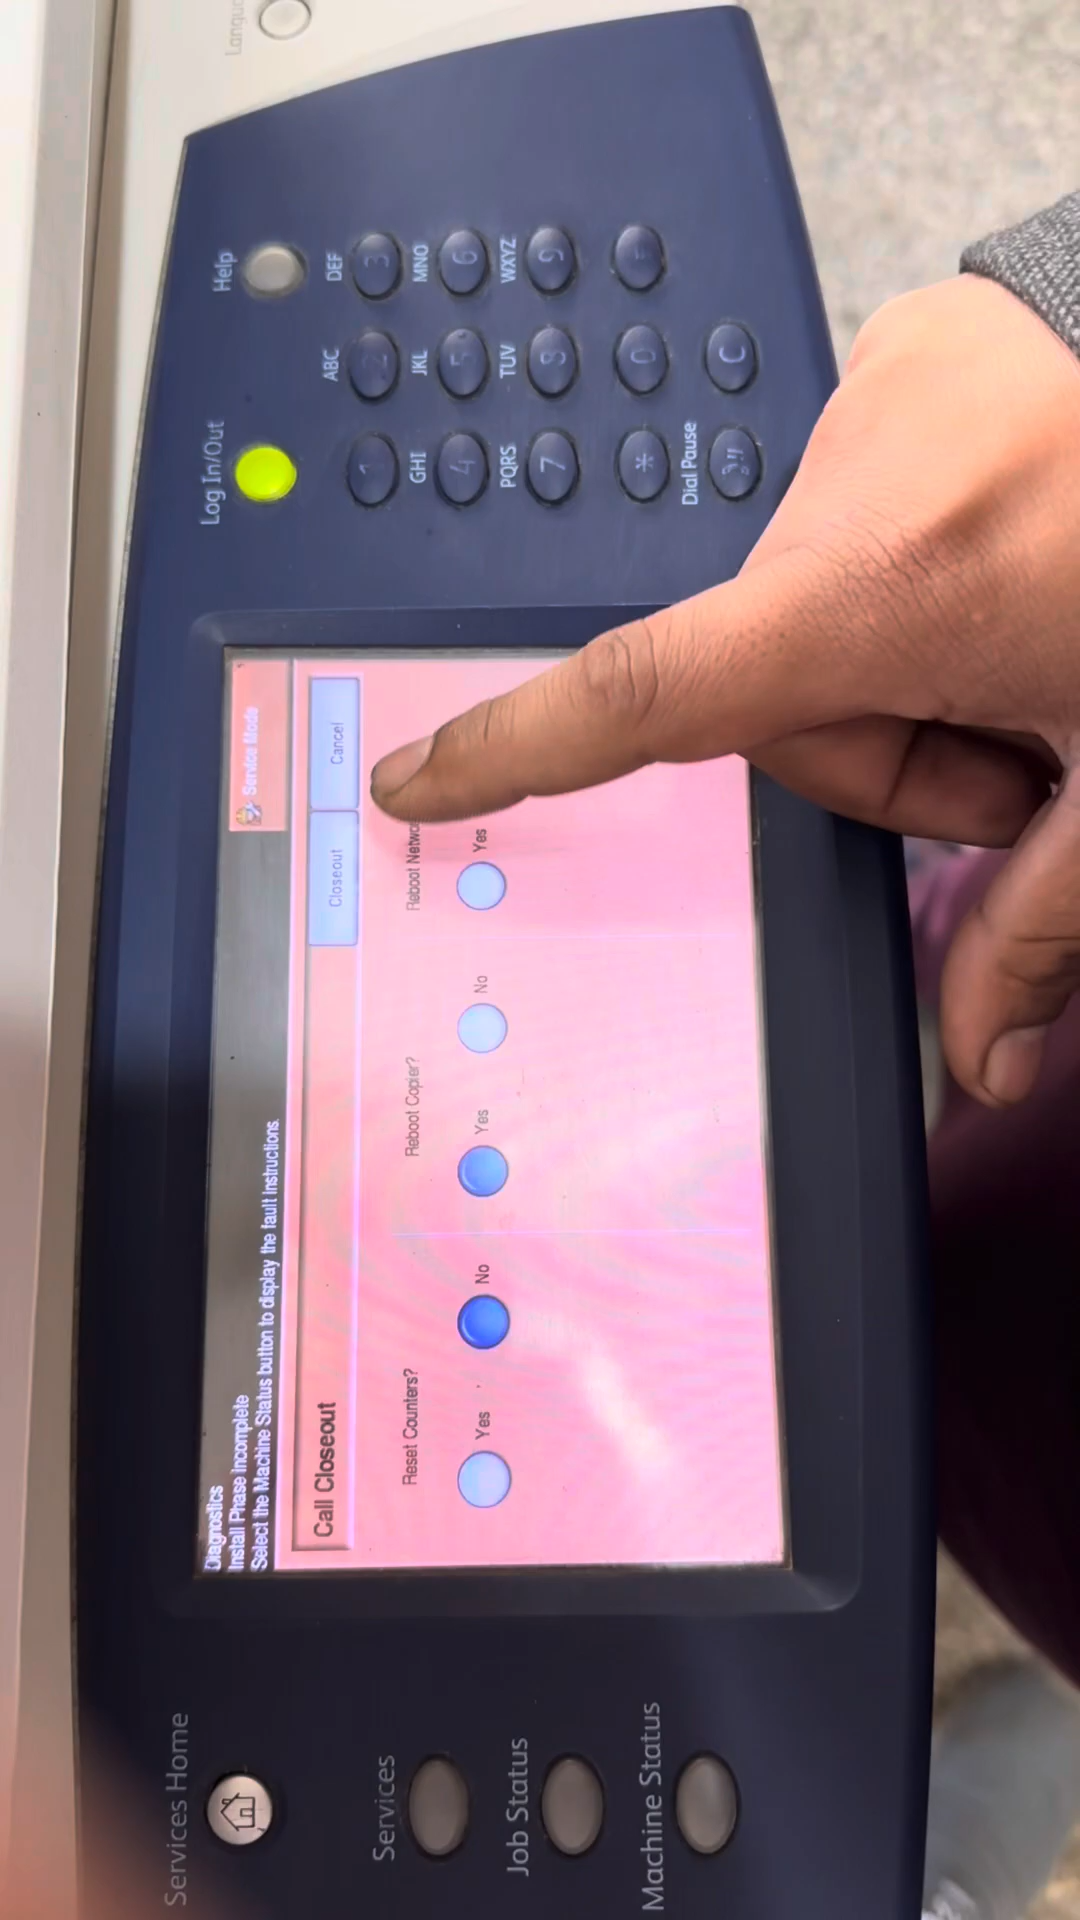 Langu
Diagnostics
Install Phase incomplete
Select the Machine Status button to display the fault instructions.
Service Mode
Call Closeout
Closeout
Cancel
Reset Counters?
Reboot Copier?
Reboot
Yes
No
Yes
No
Yes
Services Home
Services
Job Status
Machine Status
Log In/Out
Help
ABC
DEF
1
2
3
GHI
JKL
MNO
4
5
6
PQRS
TUV
WXYZ
7
8
9
*
0
Dial Pause
C